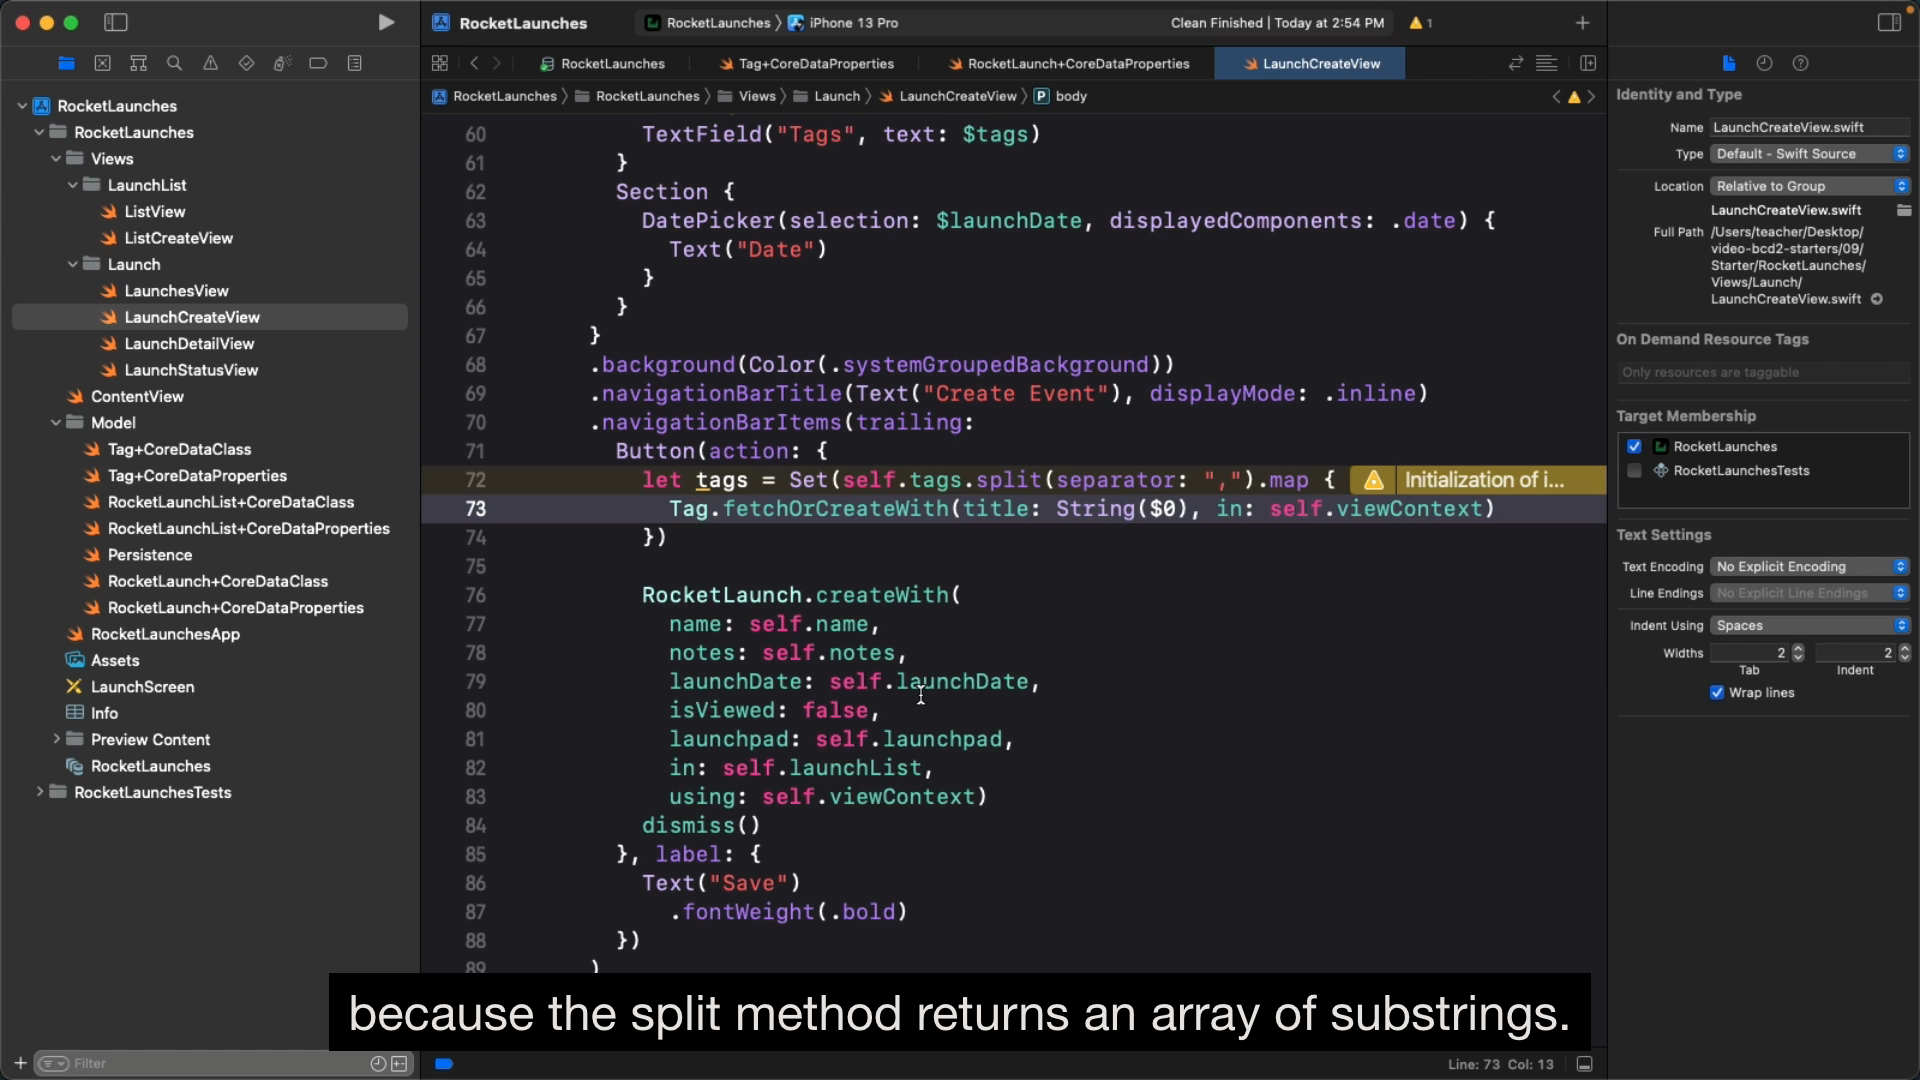 RocketLaunches
RocketLaunches
iPhone 13 Pro
Clean Finished | Today at 2:54 PM
1
RocketLaunches
Tag+CoreDataProperties
RocketLaunch+CoreDataProperties
LaunchCreateView
RocketLaunches
RocketLaunches
Views
Launch
LaunchCreateView
body
RocketLaunches
RocketLaunches
Views
LaunchList
ListView
ListCreateView
Launch
LaunchesView
LaunchCreateView
LaunchDetailView
LaunchStatusView
ContentView
Model
Tag+CoreDataClass
Tag+CoreDataProperties
RocketLaunchList+CoreDataClass
RocketLaunchList+CoreDataProperties
Persistence
RocketLaunch+CoreDataClass
RocketLaunch+CoreDataProperties
RocketLaunchesApp
Assets
LaunchScreen
Info
Preview Content
RocketLaunches
RocketLaunchesTests
Filter
60 TextField("Tags", text: $tags)
61 }
62 Section {
63 DatePicker(selection: $launchDate, displayedComponents: .date) {
64 Text("Date")
65 }
66 }
67 }
68 .background(Color(.systemGroupedBackground))
69 .navigationBarTitle(Text("Create Event"), displayMode: .inline)
70 .navigationBarItems(trailing:
71 Button(action: {
72 let tags = Set(self.tags.split(separator: ",").map { Initialization of i...
73 Tag.fetchOrCreateWith(title: String($0), in: self.viewContext)
74 })
75
76 RocketLaunch.createWith(
77 name: self.name,
78 notes: self.notes,
79 launchDate: self.launchDate,
80 isViewed: false,
81 launchpad: self.launchpad,
82 in: self.launchList,
83 using: self.viewContext)
84 dismiss()
85 }, label: {
86 Text("Save")
87 .fontWeight(.bold)
88 })
89 )
because the split method returns an array of substrings.
Line: 73 Col: 13
Identity and Type
Name LaunchCreateView.swift
Type Default - Swift Source
Location Relative to Group
LaunchCreateView.swift
Full Path /Users/teacher/Desktop/
video-bcd2-starters/09/
Starter/RocketLaunches/
Views/Launch/
LaunchCreateView.swift
On Demand Resource Tags
Only resources are taggable
Target Membership
RocketLaunches
RocketLaunchesTests
Text Settings
Text Encoding No Explicit Encoding
Line Endings No Explicit Line Endings
Indent Using Spaces
Widths 2 2
Tab Indent
Wrap lines